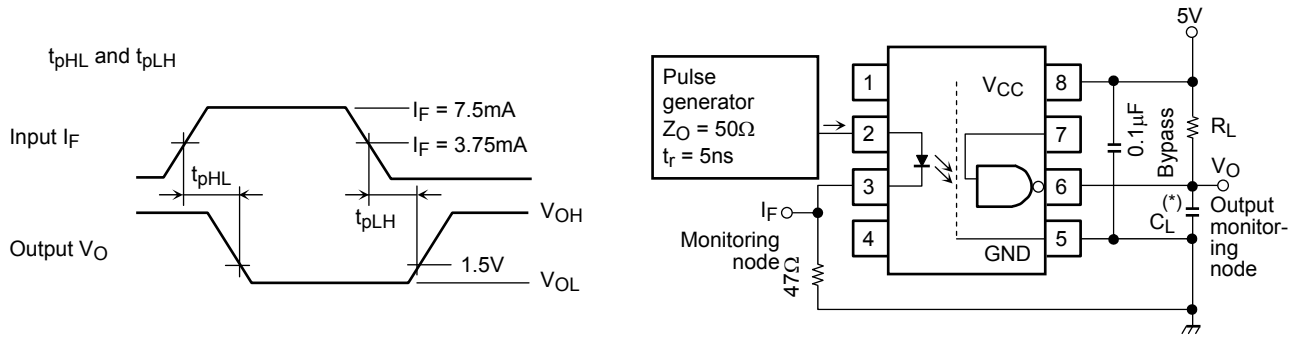 tpHL and tpLH
Input IF
IF = 7.5mA
IF = 3.75mA
tpHL
tpLH
VOH
Output VO
1.5V
VOL
5V
Pulse
generator
ZO = 50Ω
tr = 5ns
1
2
3
4
VCC
GND
8
7
6
5
IF
Monitoring
node
47Ω
0.1μF
Bypass
RL
VO
(*)
CL
Output
monitor-
ing
node